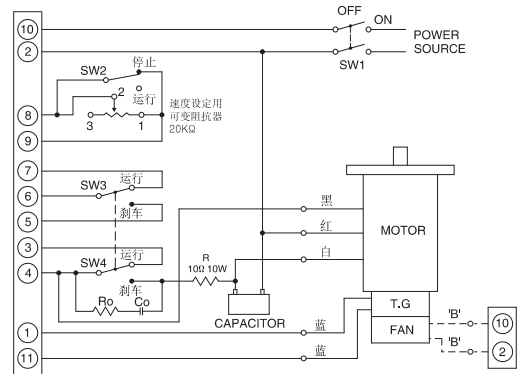 OFF
ON
10
POWER
SOURCE
2
SW1
停止
SW2
2
运行
速度设定用
可变阻抗器
20KΩ
8
3
1
9
7
运行
6
SW3
刹车
5
黑
红
MOTOR
3
运行
白
4
SW4
R
10Ω 10W
刹车
Ro
Co
CAPACITOR
T.G
1
蓝
FAN
'B'
10
11
蓝
'B'
2